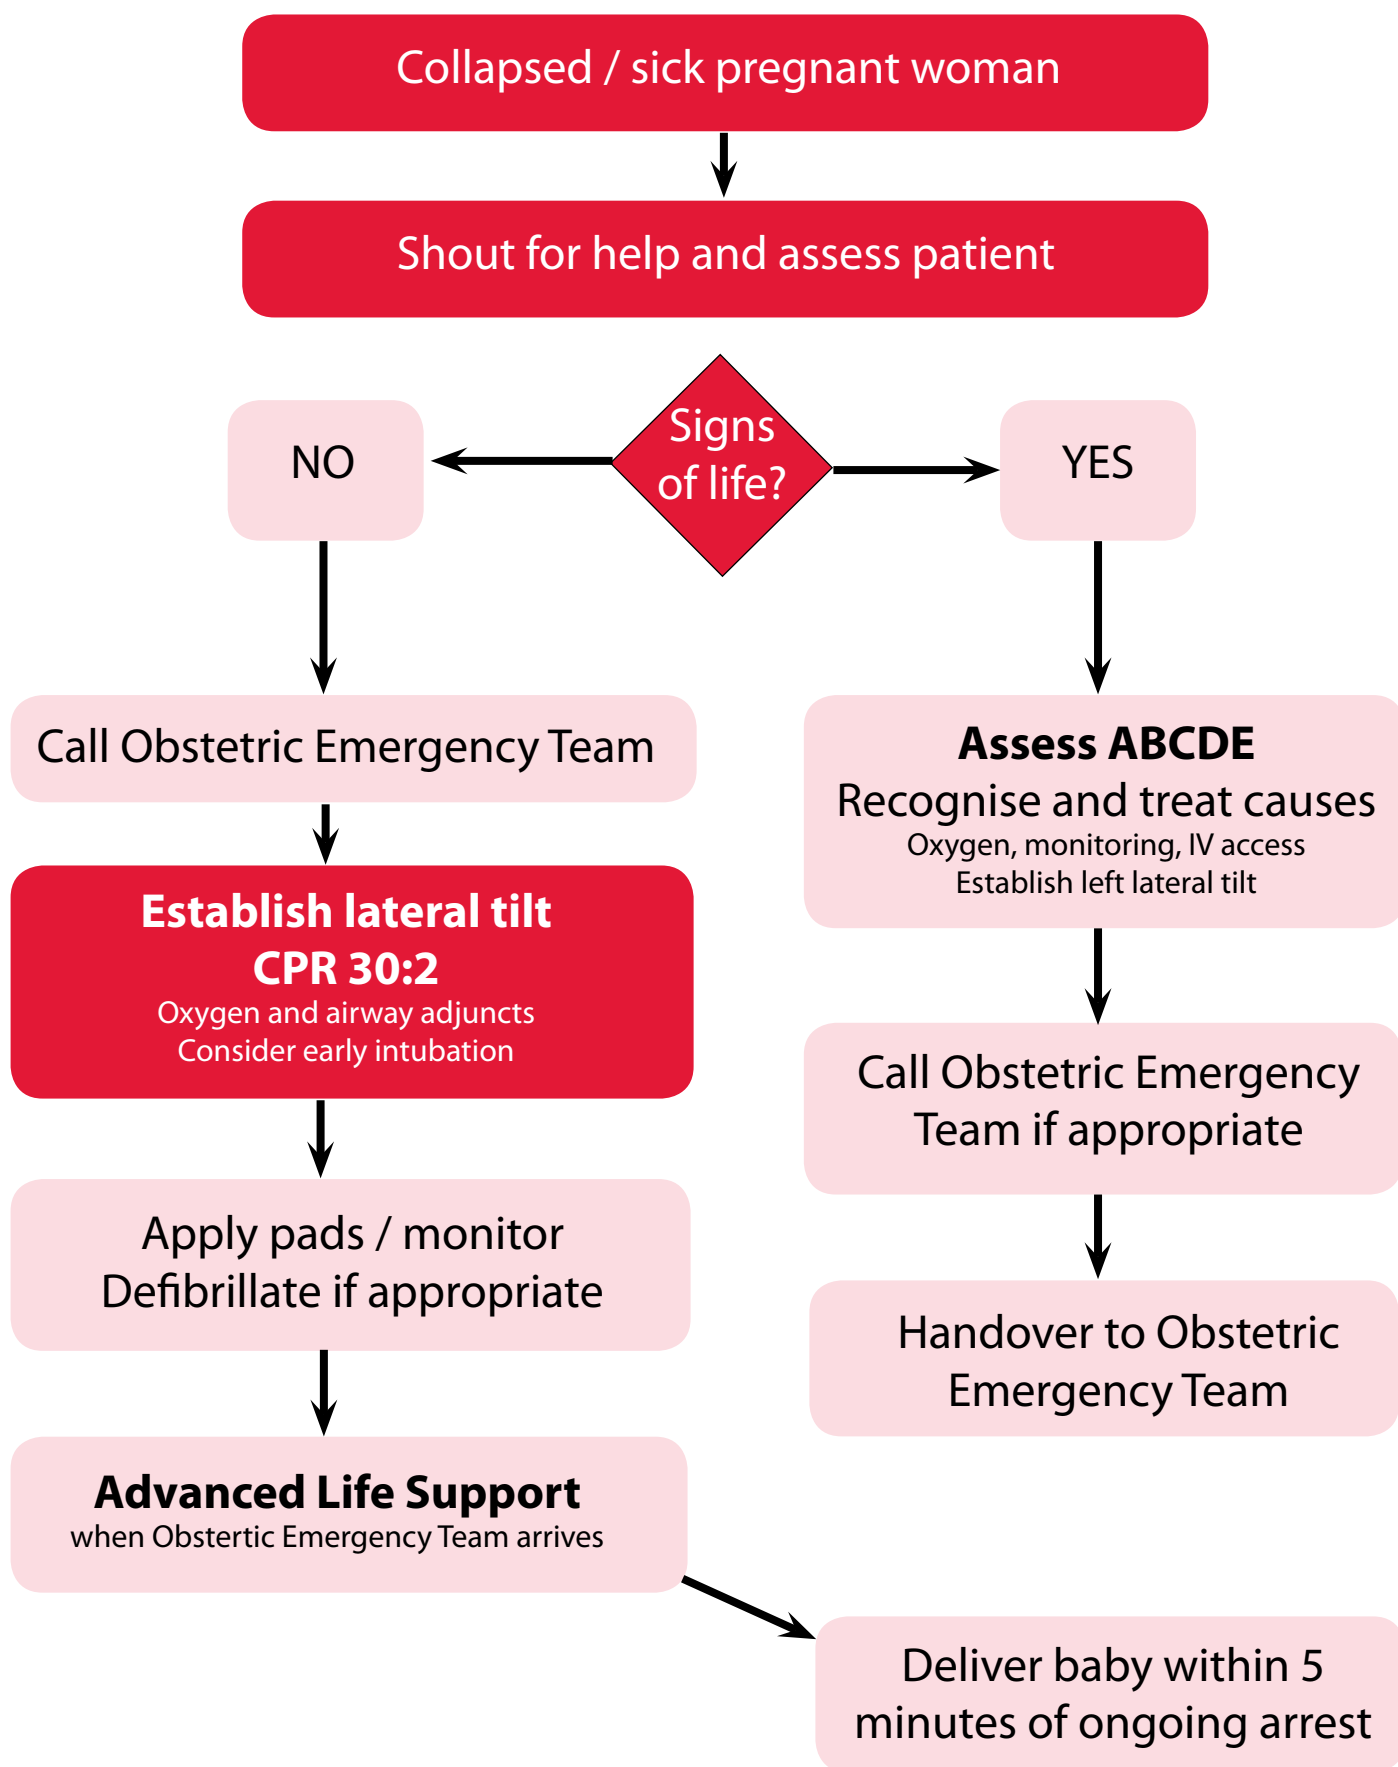 Collapsed / sick pregnant woman
Shout for help and assess patient
Signs
of life?
NO
YES
Call Obstetric Emergency Team
Establish lateral tilt
CPR 30:2
Oxygen and airway adjuncts
Consider early intubation
Apply pads / monitor
Defibrillate if appropriate
Advanced Life Support
when Obstertic Emergency Team arrives
Assess ABCDE
Recognise and treat causes
Oxygen, monitoring, IV access
Establish left lateral tilt
Call Obstetric Emergency
Team if appropriate
Handover to Obstetric
Emergency Team
Deliver baby within 5
minutes of ongoing arrest